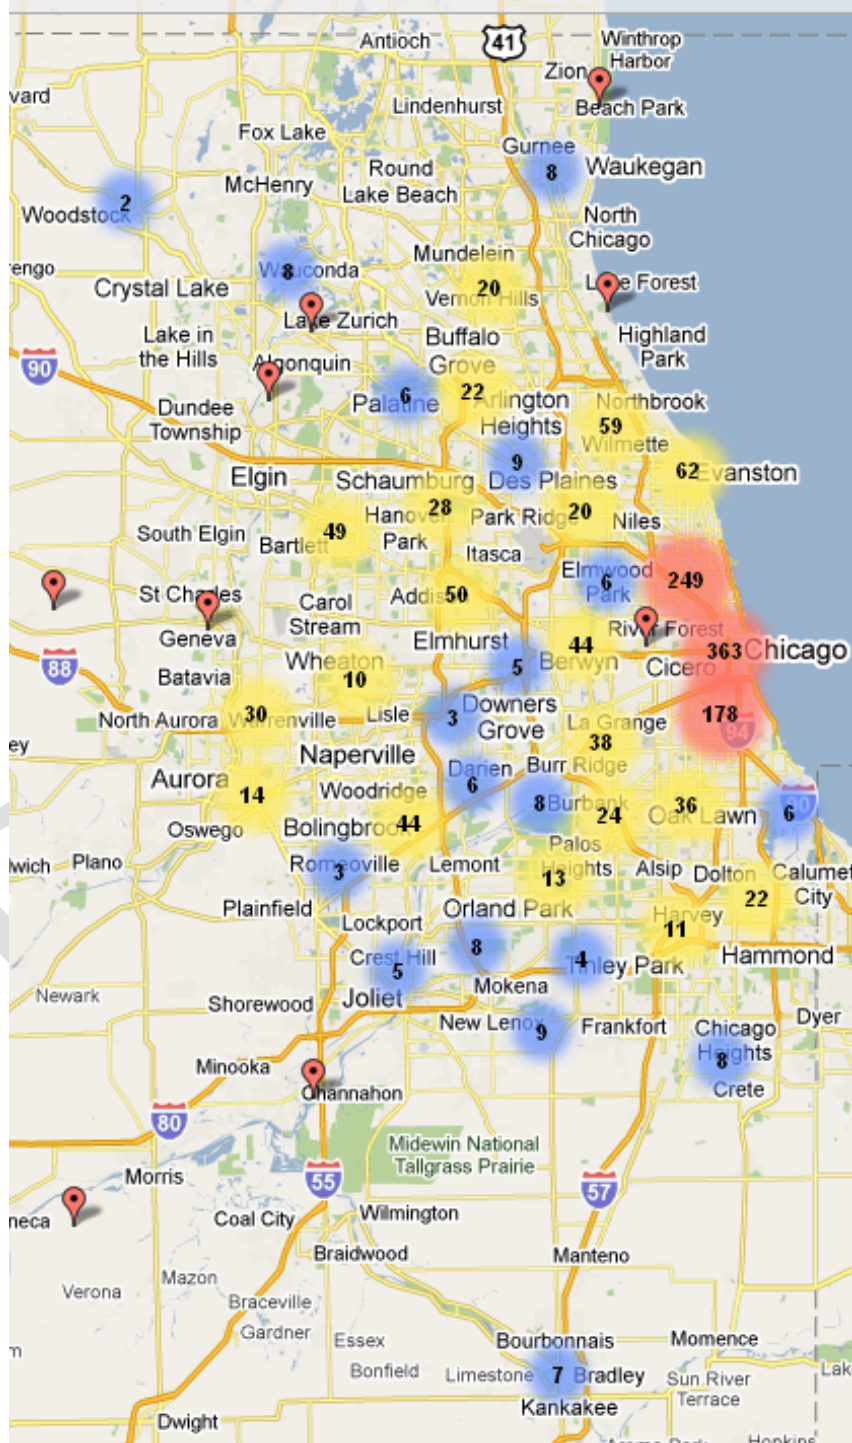 Antioch
41
Winthrop
Harbor
Zion
vard
Lindenhurst
Beach Park
Fox Lake
Gurnee
Round
Lake Beach
8
Waukegan
McHenry
2
Woodstock
North
Chicago
rengo
8
Wauconda
Mundelein
20
Vernon Hills
Lake Forest
Crystal Lake
Lake Zurich
Lake in
the Hills
Buffalo
Grove
Highland
Park
90
Algonquin
6
Palatine
22
Arlington
Heights
Northbrook
Dundee
Township
59
Wilmette
9
62
Evanston
Elgin
Schaumburg
Des Plaines
28
Hanover
Park
Park Ridge
20
Niles
South Elgin
49
Bartlett
Itasca
Elmwood
Park
6
249
St Charles
Carol
Stream
Addison
50
Geneva
Elmhurst
44
Berwyn
River Forest
363
Chicago
88
Wheaton
5
Cicero
Batavia
10
North Aurora
30
Warrenville
Lisle
3
Downers
Grove
La Grange
178
94
ey
Naperville
38
Aurora
Darien
Burr Ridge
14
Woodridge
6
8
Burbank
24
36
Oak Lawn
6
90
Oswego
Bolingbrook
44
Palos
Heights
lwich
Plano
Romeoville
3
Lemont
13
Alsip
Dolton
Calumet
City
Plainfield
Lockport
Orland Park
Harvey
11
22
Crest Hill
5
8
4
Tinley Park
Hammond
Newark
Shorewood
Joliet
Mokena
New Lenox
9
Frankfort
Chicago
Heights
8
Dyer
Minooka
Channahon
Crete
80
Midewin National
Tallgrass Prairie
Morris
55
57
neca
Coal City
Wilmington
Braidwood
Manteno
Verona
Mazon
Braceville
Gardner
Essex
Bourbonnais
Momence
m
Bonfield
Limestone
7
Bradley
Sun River
Terrace
Lak
Kankakee
Dwight
Hopkins